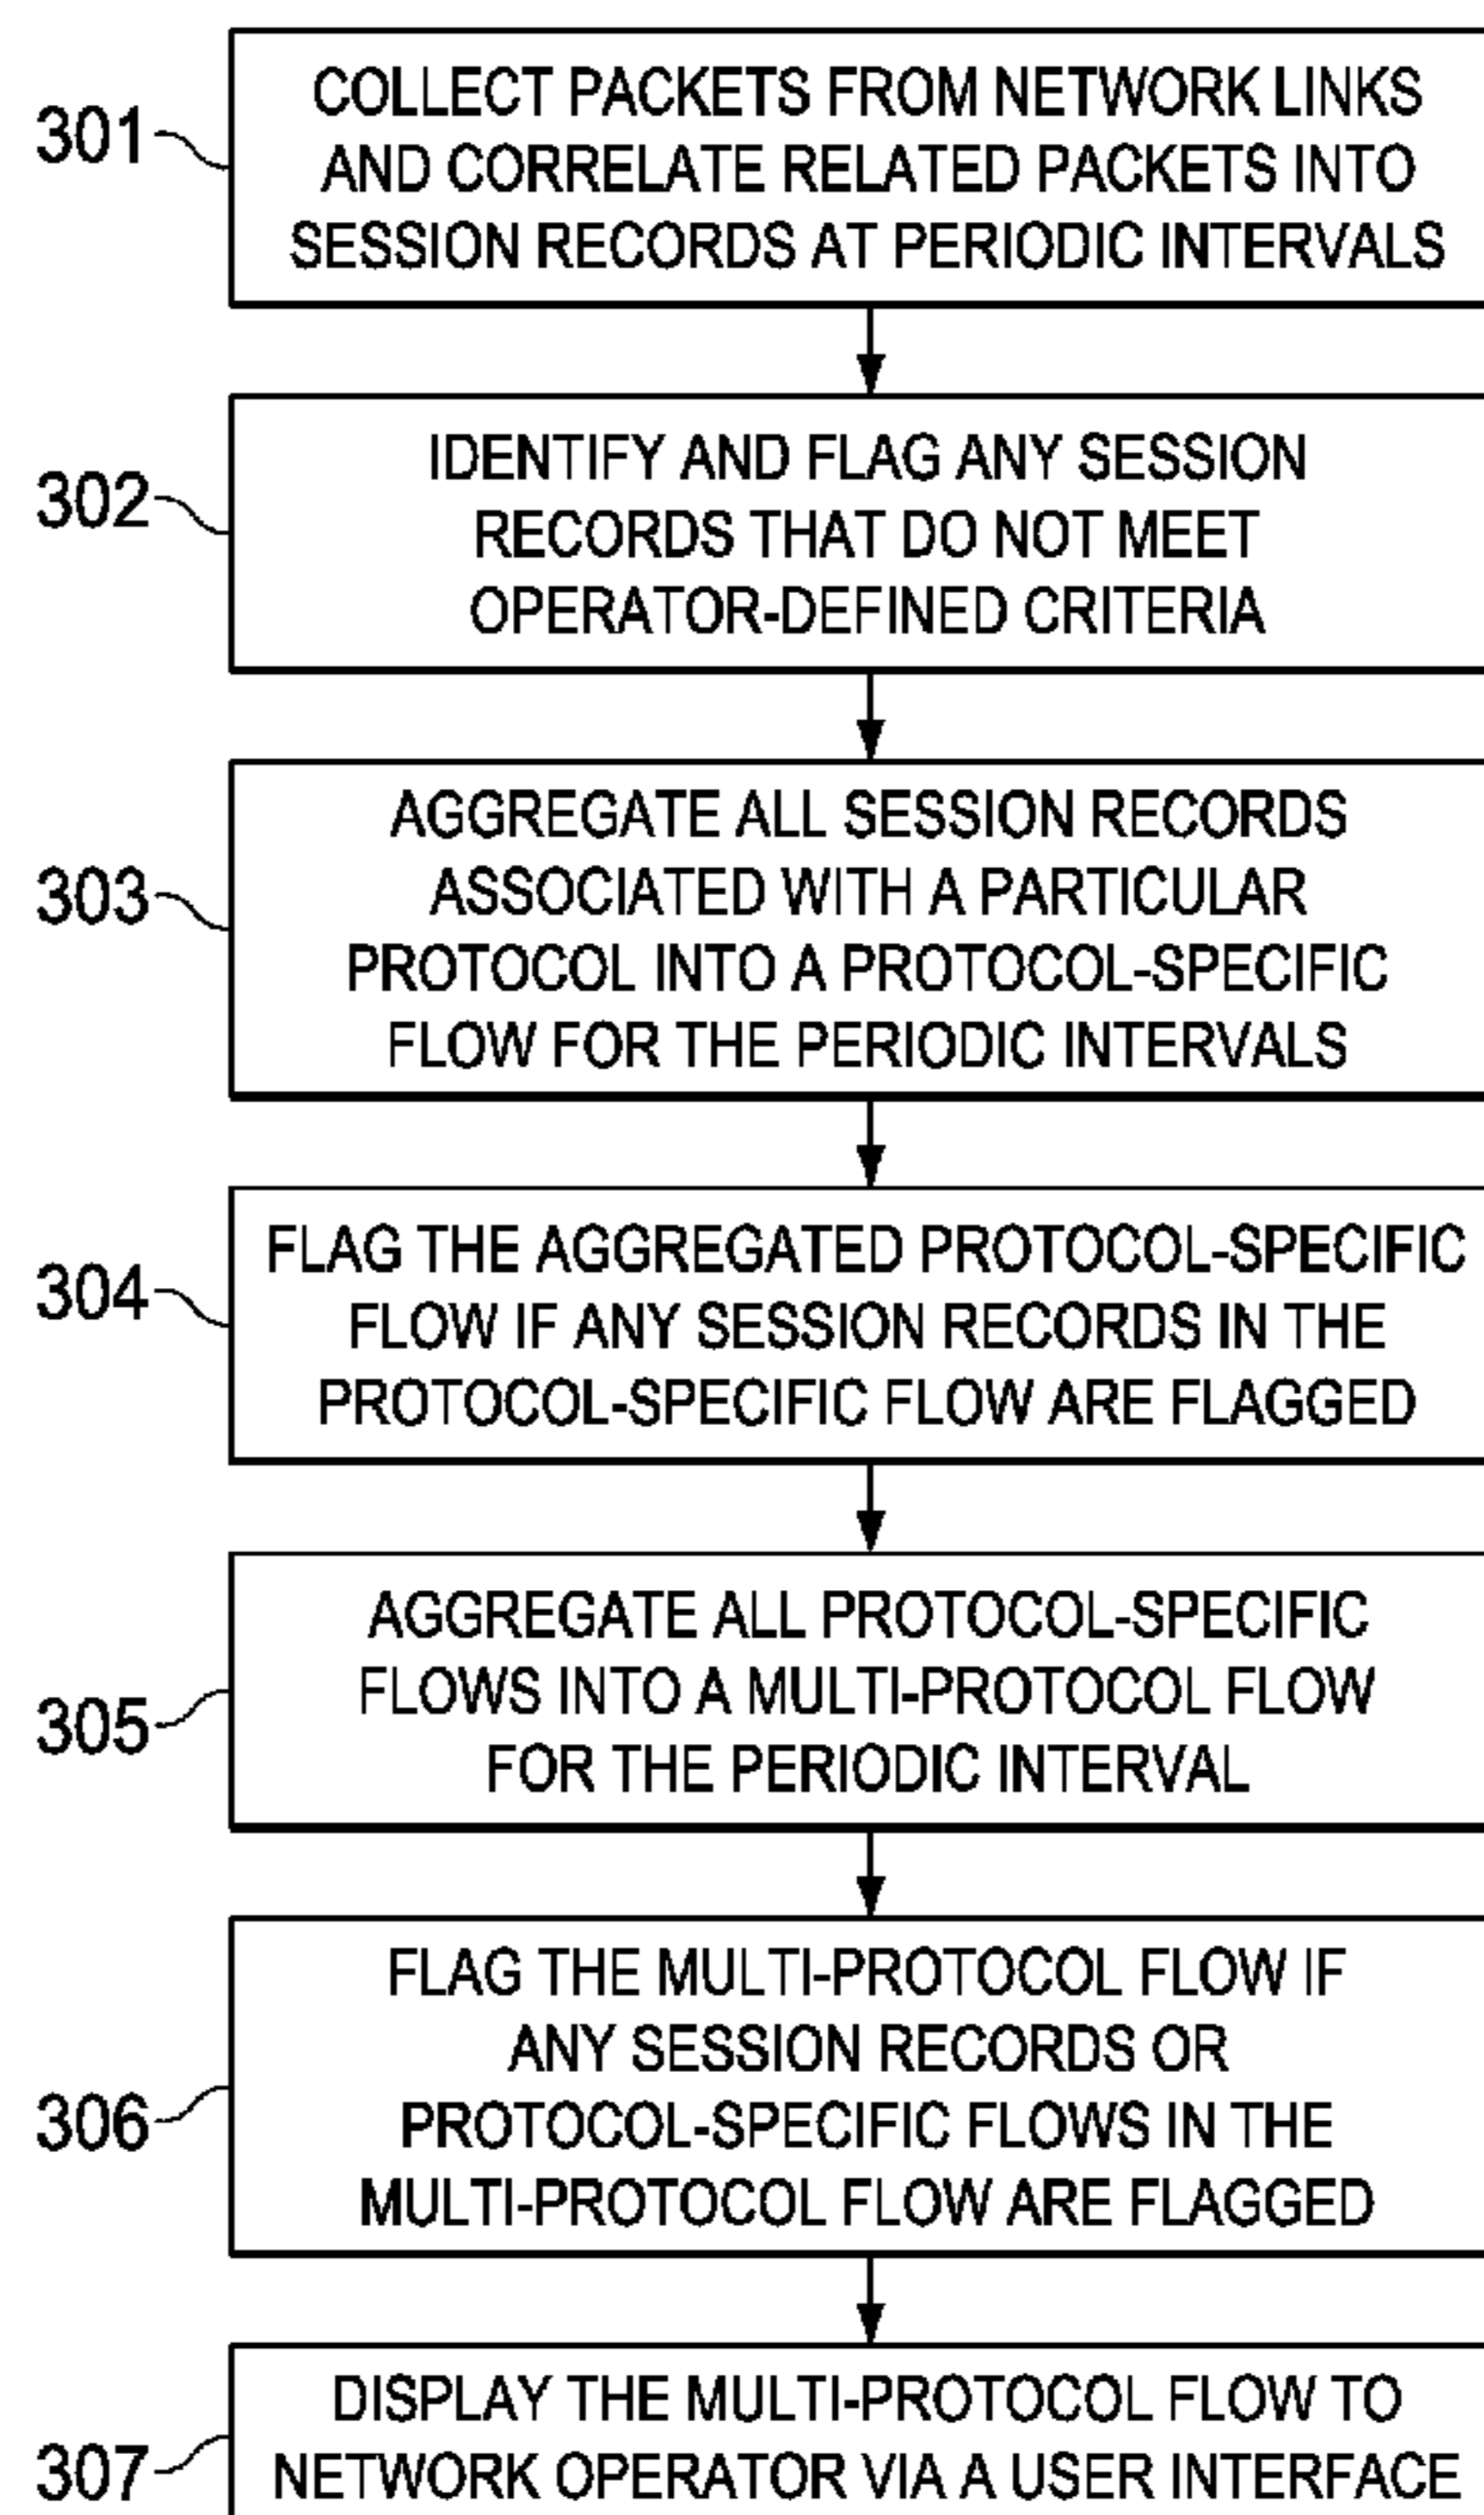 301
COLLECT PACKETS FROM NETWORK LINKS
AND CORRELATE RELATED PACKETS INTO
SESSION RECORDS AT PERIODIC INTERVALS
302
IDENTIFY AND FLAG ANY SESSION
RECORDS THAT DO NOT MEET
OPERATOR-DEFINED CRITERIA
303
AGGREGATE ALL SESSION RECORDS
ASSOCIATED WITH A PARTICULAR
PROTOCOL INTO A PROTOCOL-SPECIFIC
FLOW FOR THE PERIODIC INTERVALS
304
FLAG THE AGGREGATED PROTOCOL-SPECIFIC
FLOW IF ANY SESSION RECORDS IN THE
PROTOCOL-SPECIFIC FLOW ARE FLAGGED
305
AGGREGATE ALL PROTOCOL-SPECIFIC
FLOWS INTO A MULTI-PROTOCOL FLOW
FOR THE PERIODIC INTERVAL
306
FLAG THE MULTI-PROTOCOL FLOW IF
ANY SESSION RECORDS OR
PROTOCOL-SPECIFIC FLOWS IN THE
MULTI-PROTOCOL FLOW ARE FLAGGED
307
DISPLAY THE MULTI-PROTOCOL FLOW TO
NETWORK OPERATOR VIA A USER INTERFACE